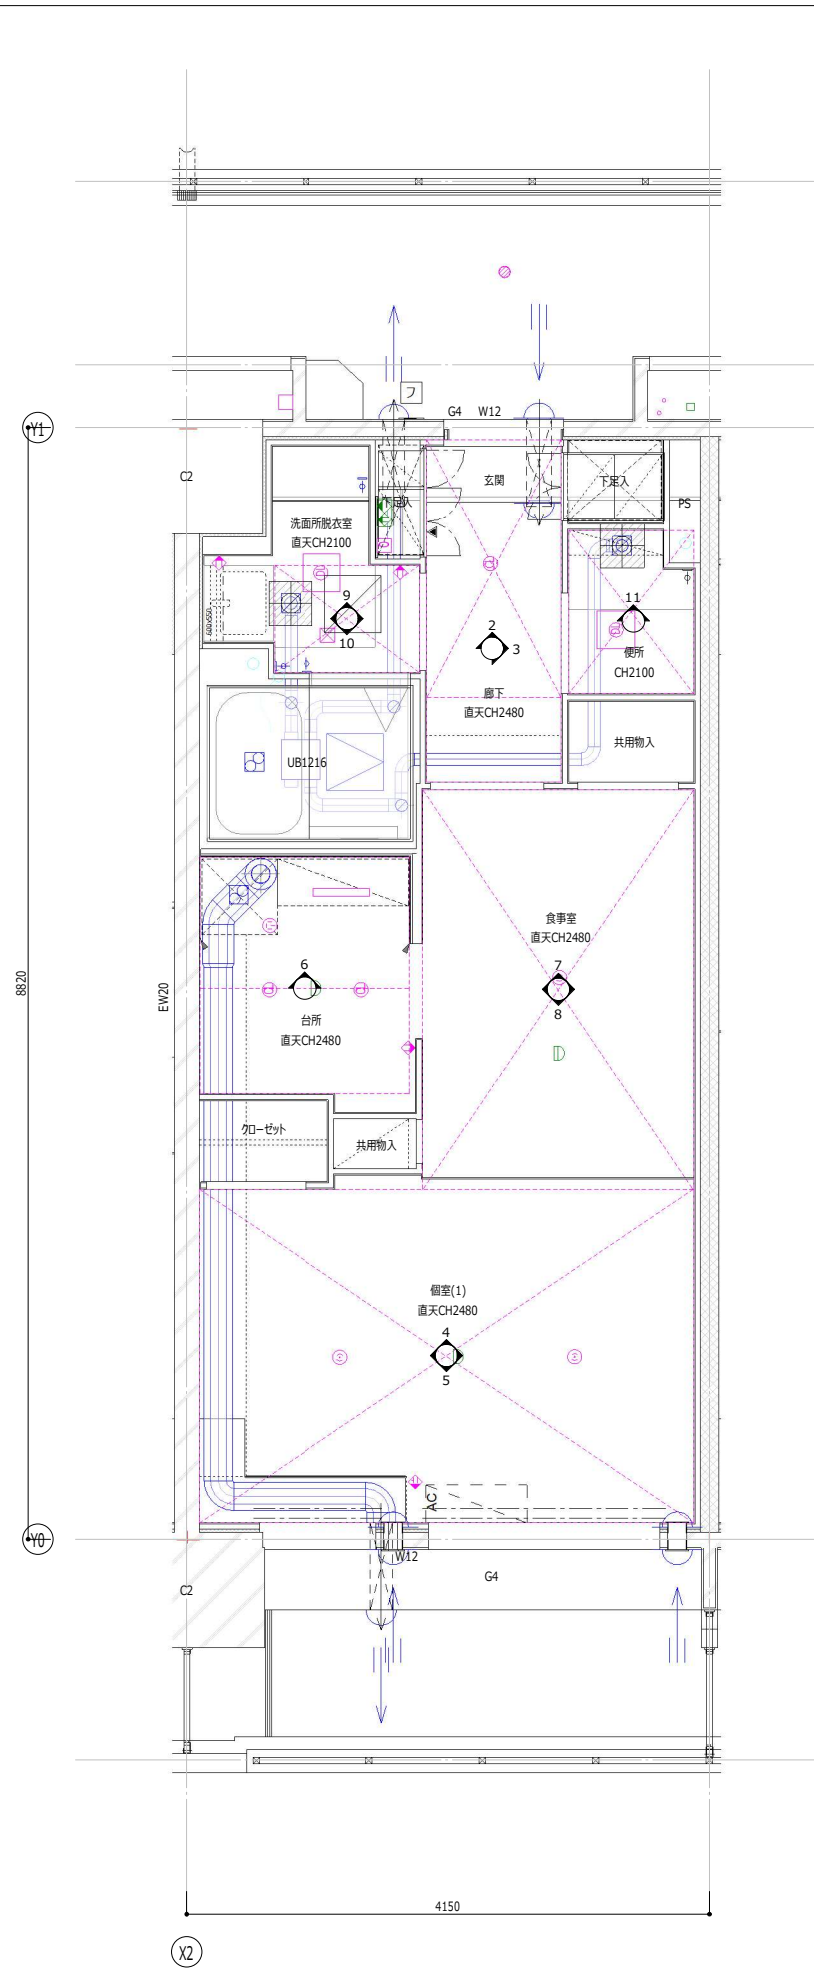 フ
G4
W12
Y1
C2
玄関
下足入
下足入
PS
洗面所脱衣室
直天CH2100
600x550
9
10
2
3
11
便所
CH2100
廊下
直天CH2480
共用物入
UB1216
食事室
直天CH2480
7
8
6
台所
直天CH2480
EW20
8820
クローゼット
共用物入
個室(1)
直天CH2480
4
5
AC
Y0
W12
C2
G4
4150
X2